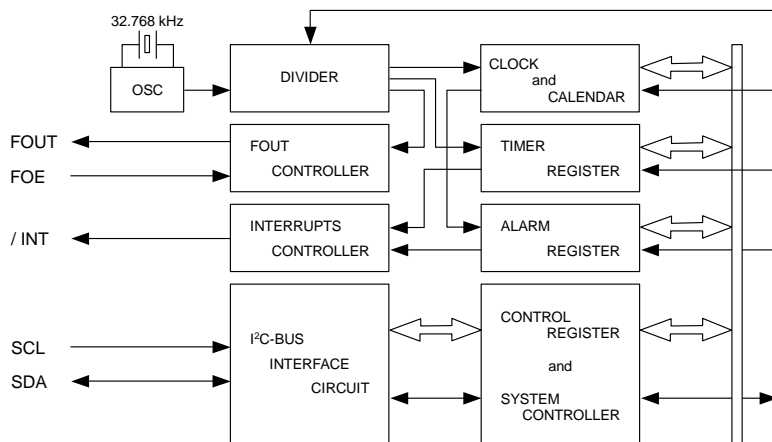 32.768 kHz
OSC
DIVIDER
CLOCK
and
CALENDAR
FOUT
FOE
FOUT
CONTROLLER
TIMER
REGISTER
/ INT
INTERRUPTS
CONTROLLER
ALARM
REGISTER
SCL
SDA
I²C-BUS
INTERFACE
CIRCUIT
CONTROL
REGISTER
and
SYSTEM
CONTROLLER